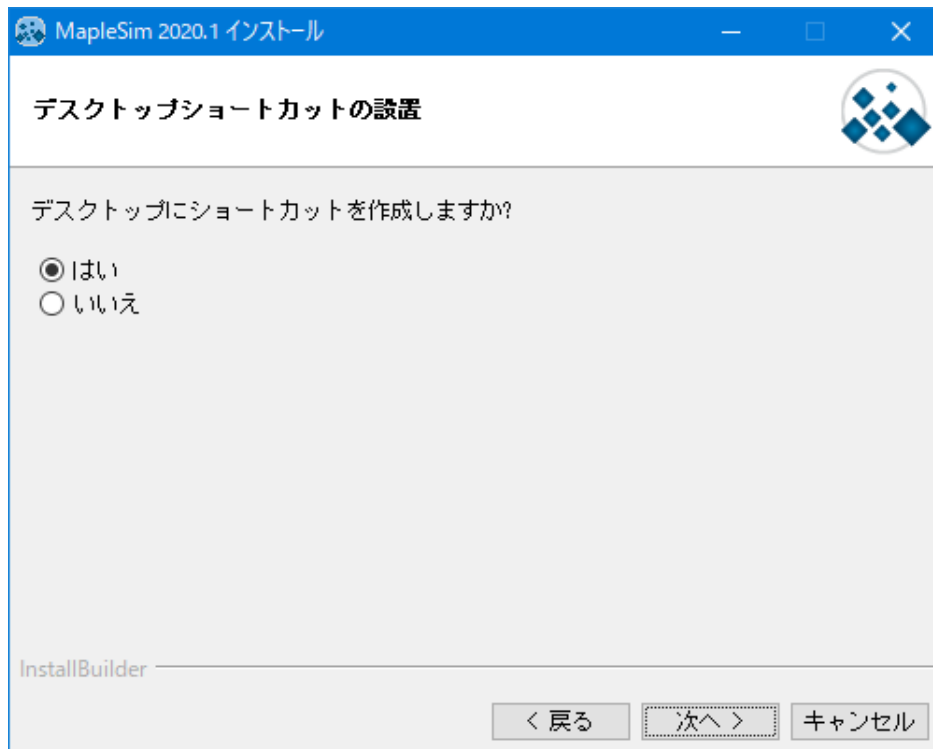 MapleSim 2020.1 インストール
デスクトップショートカットの設置
デスクトップにショートカットを作成しますか?
はい
いいえ
InstallBuilder
< 戻る
次へ >
キャンセル